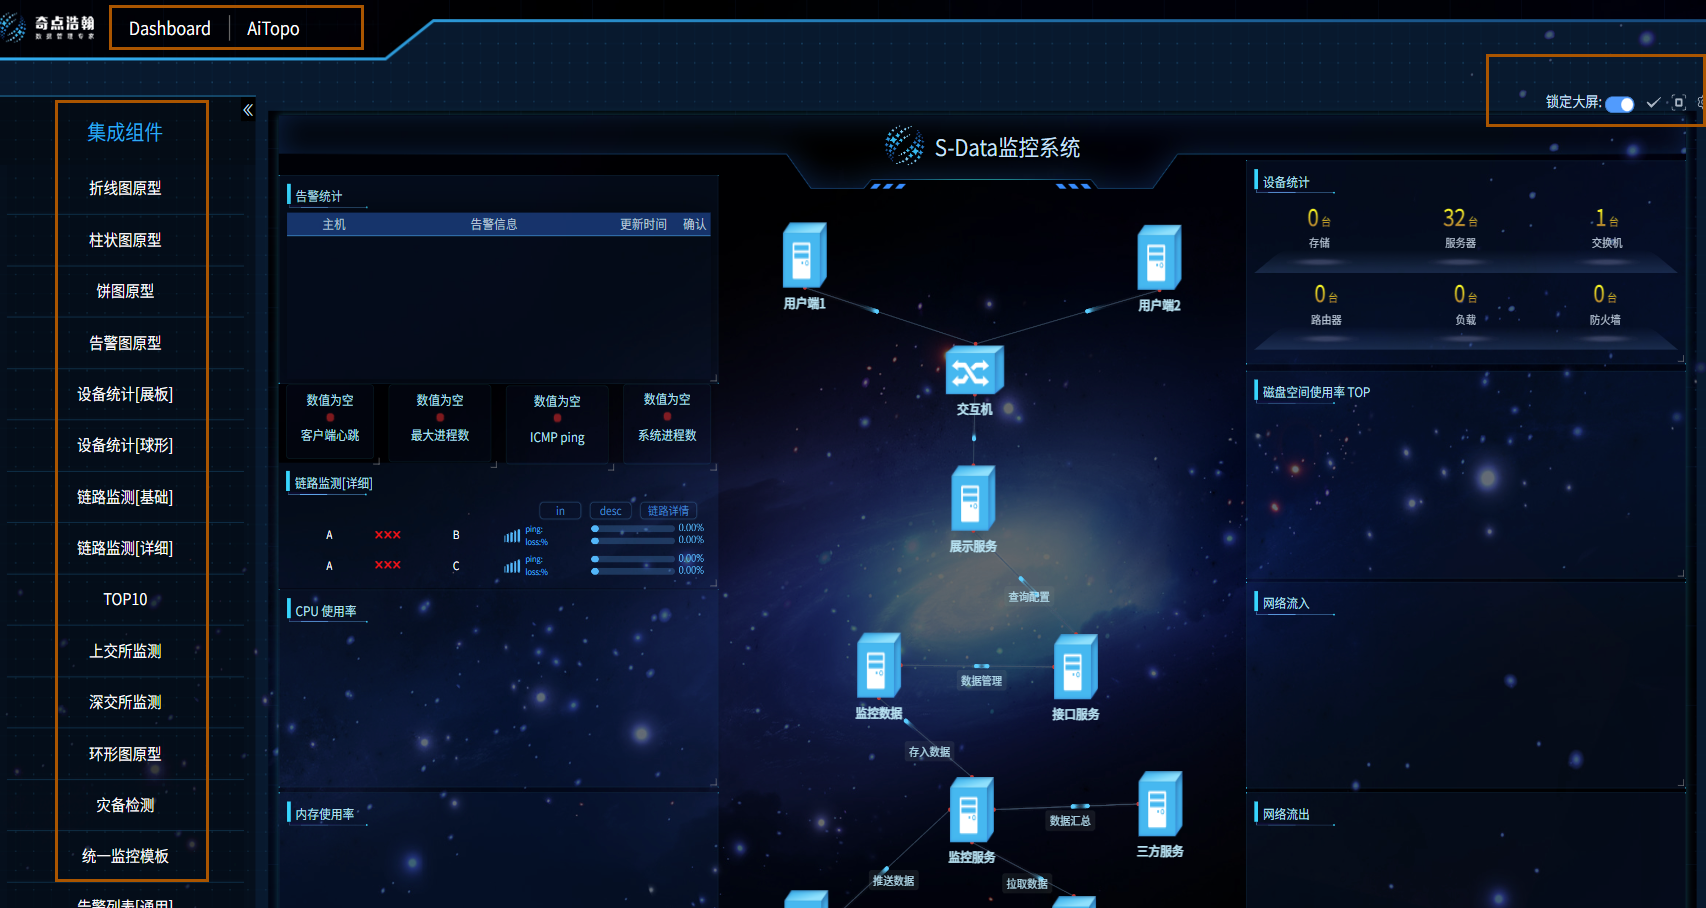 奇点浩翰
数据管理专家
Dashboard
AiTopo
锁定大屏:
集成组件
折线图原型
柱状图原型
饼图原型
告警图原型
设备统计[展板]
设备统计[球形]
链路监测[基础]
链路监测[详细]
TOP10
上交所监测
深交所监测
环形图原型
灾备检测
统一监控模板
告警列表[通用]
S-Data监控系统
告警统计
主机 告警信息 更新时间 确认
数值为空 数值为空 数值为空 数值为空
客户端心跳 最大进程数 ICMP ping 系统进程数
链路监测[详细]
in desc 链路详情
A ××× B ping: 0.00%
loss:% 0.00%
A ××× C ping: 0.00%
loss:% 0.00%
CPU 使用率
内存使用率
用户端1
用户端2
交互机
展示服务
查询配置
数据管理
监控数据
接口服务
存入数据
数据汇总
监控服务
三方服务
推送数据
拉取数据
设备统计
0台 32台 1台
存储 服务器 交换机
0台 0台 0台
路由器 负载 防火墙
磁盘空间使用率 TOP
网络流入
网络流出